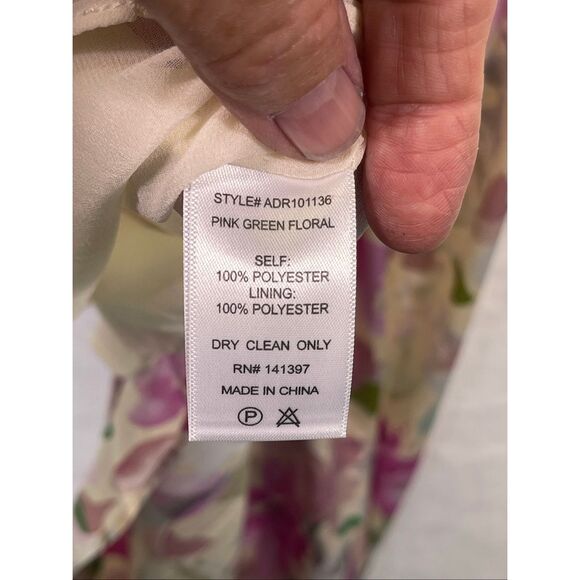 STYLE# ADR101136
PINK GREEN FLORAL
SELF:
100% POLYESTER
LINING:
100% POLYESTER
DRY CLEAN ONLY
RN# 141397
MADE IN CHINA
P